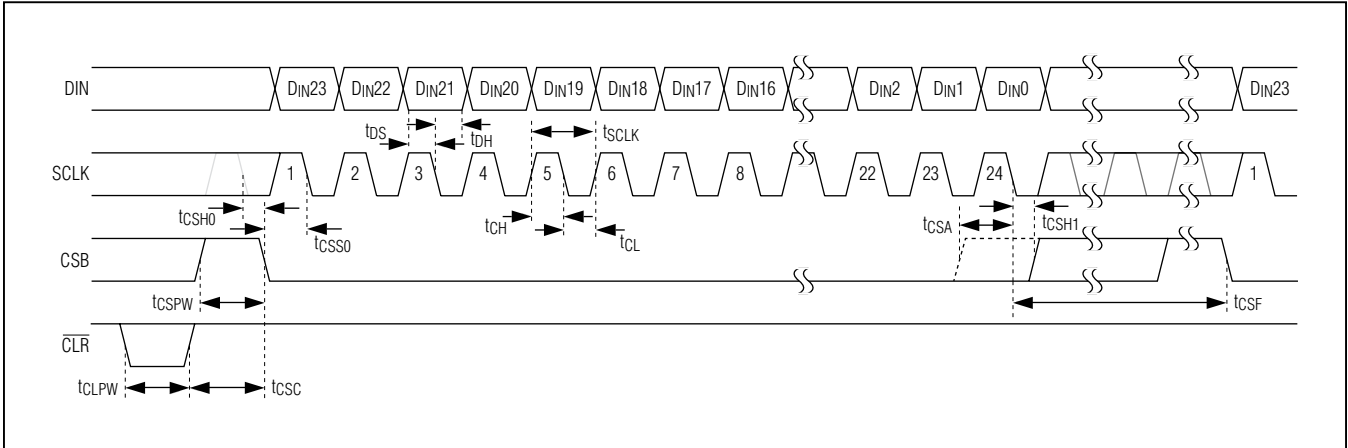 DIN
DIN23 DIN22 DIN21 DIN20 DIN19 DIN18 DIN17 DIN16 DIN2 DIN1 DIN0 DIN23
tDS tDH tSCLK
SCLK
1 2 3 4 5 6 7 8 22 23 24 1
tCSH0 tCSS0 tCH tCL tCSA tCSH1
CSB
tCSPW tCSF
CLR
tCLPW tCSC